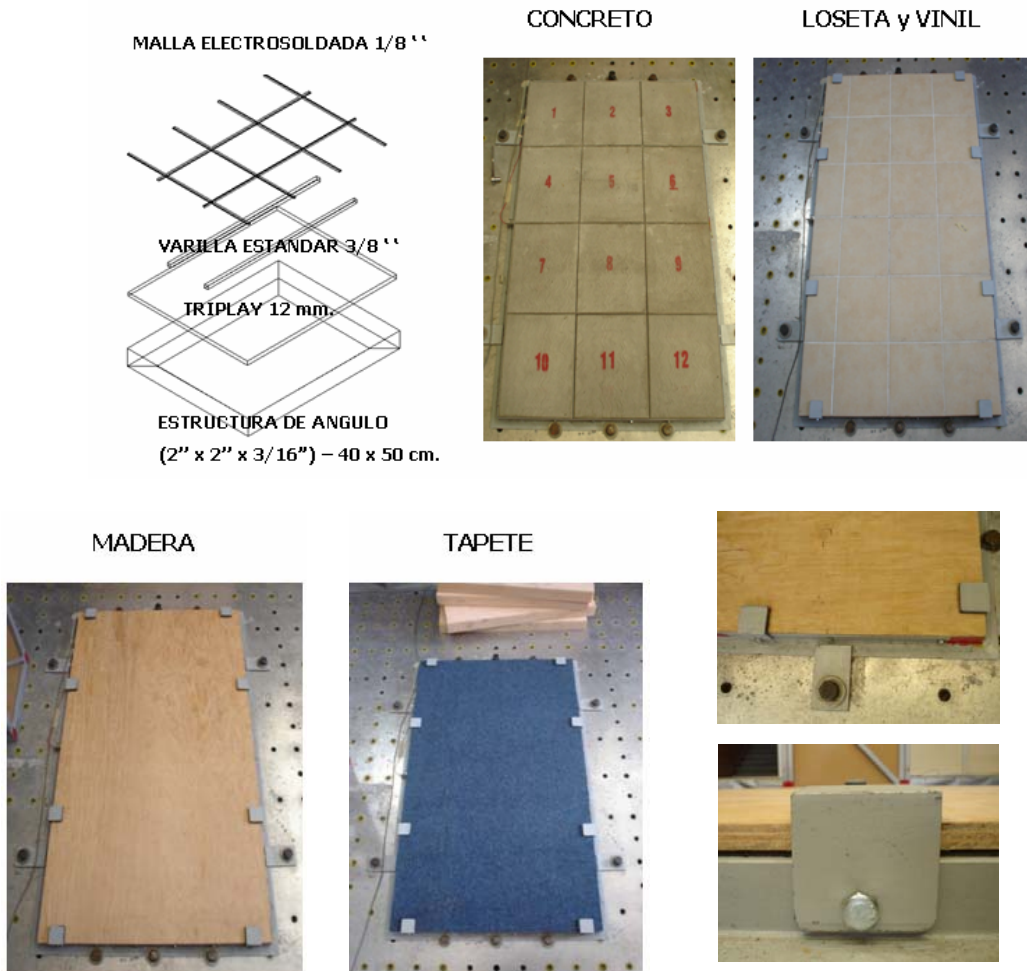 CONCRETO
LOSETA y VINIL
MALLA ELECTROSOLDADA 1/8 ‘‘
VARILLA ESTANDAR 3/8 ‘‘
TRIPLAY 12 mm.
ESTRUCTURA DE ANGULO
(2” x 2” x 3/16”) – 40 x 50 cm.
1 2 3
4 5 6
7 8 9
10 11 12
MADERA
TAPETE